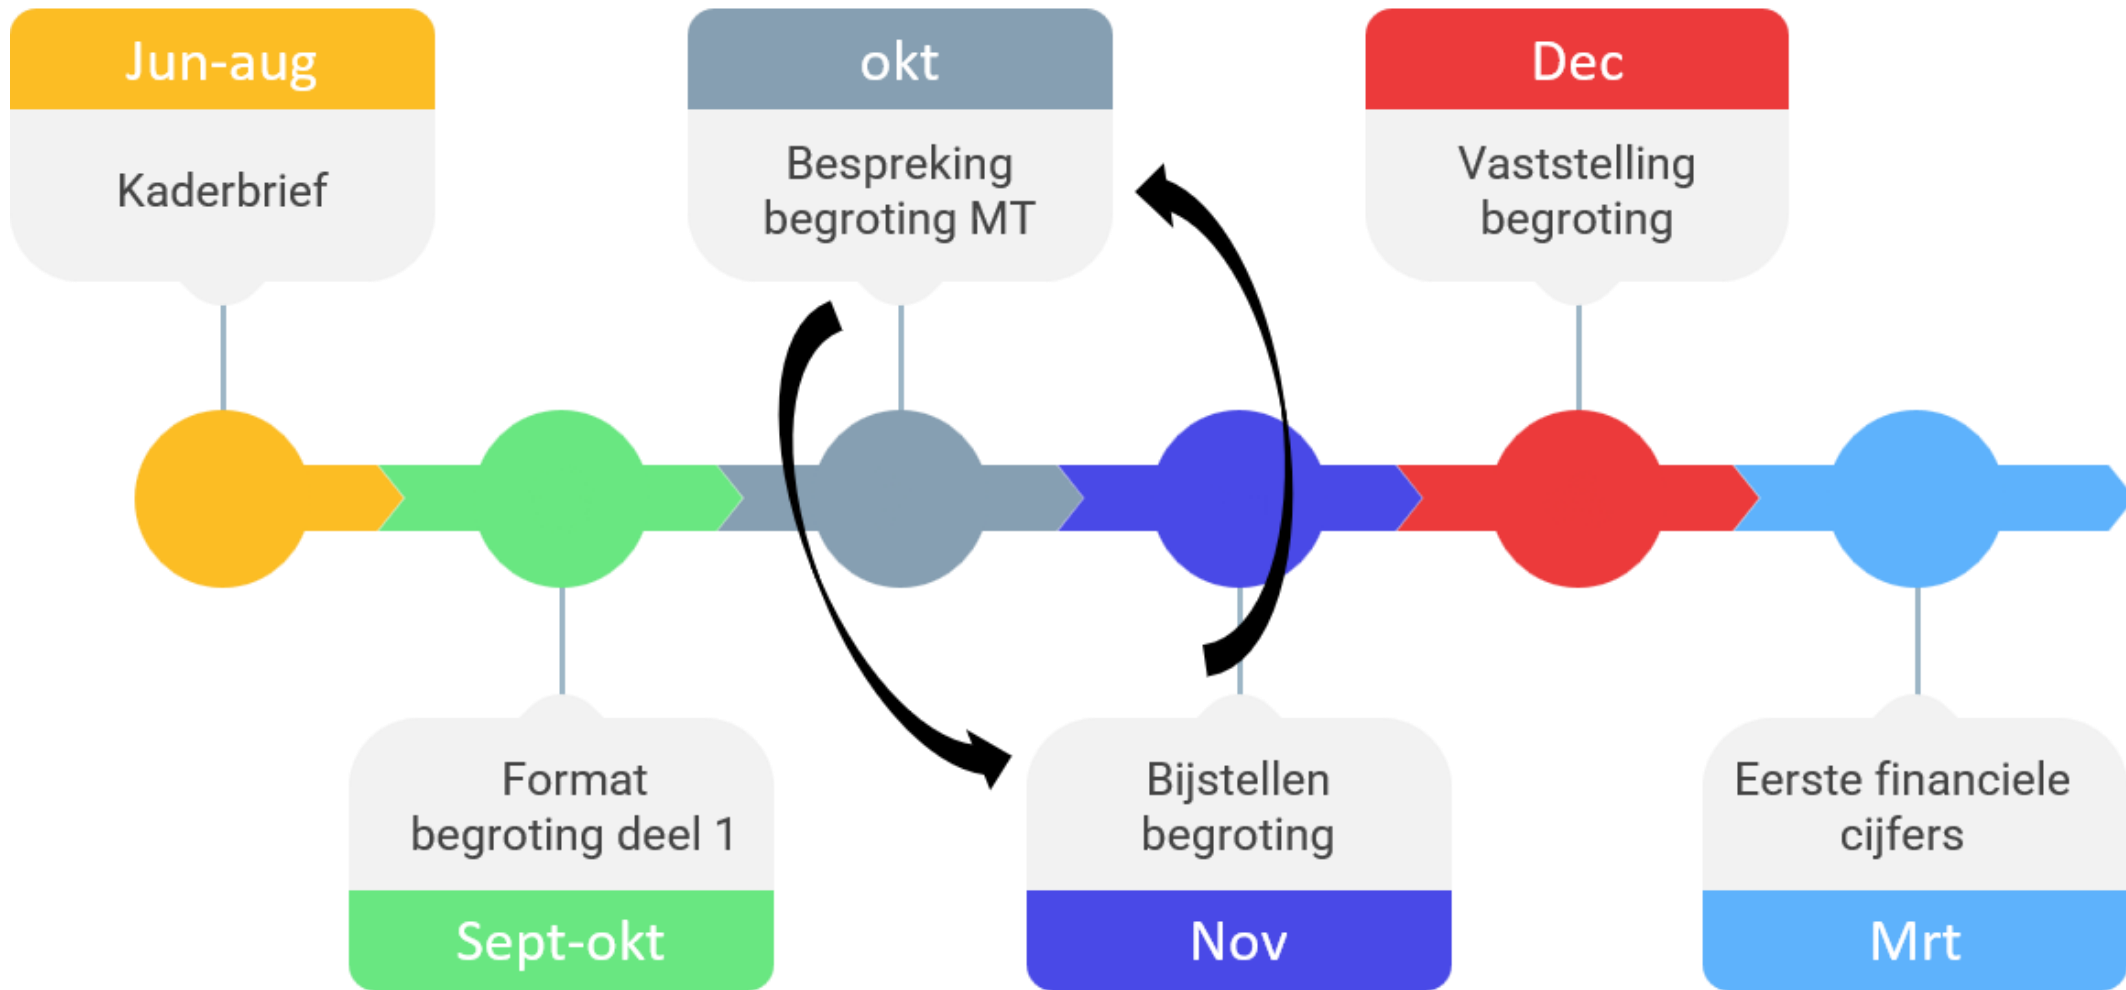 Jun-aug
Kaderbrief
Format
begroting deel 1
Sept-okt
okt
Bespreking
begroting MT
Bijstellen
begroting
Nov
Dec
Vaststelling
begroting
Eerste financiele
cijfers
Mrt